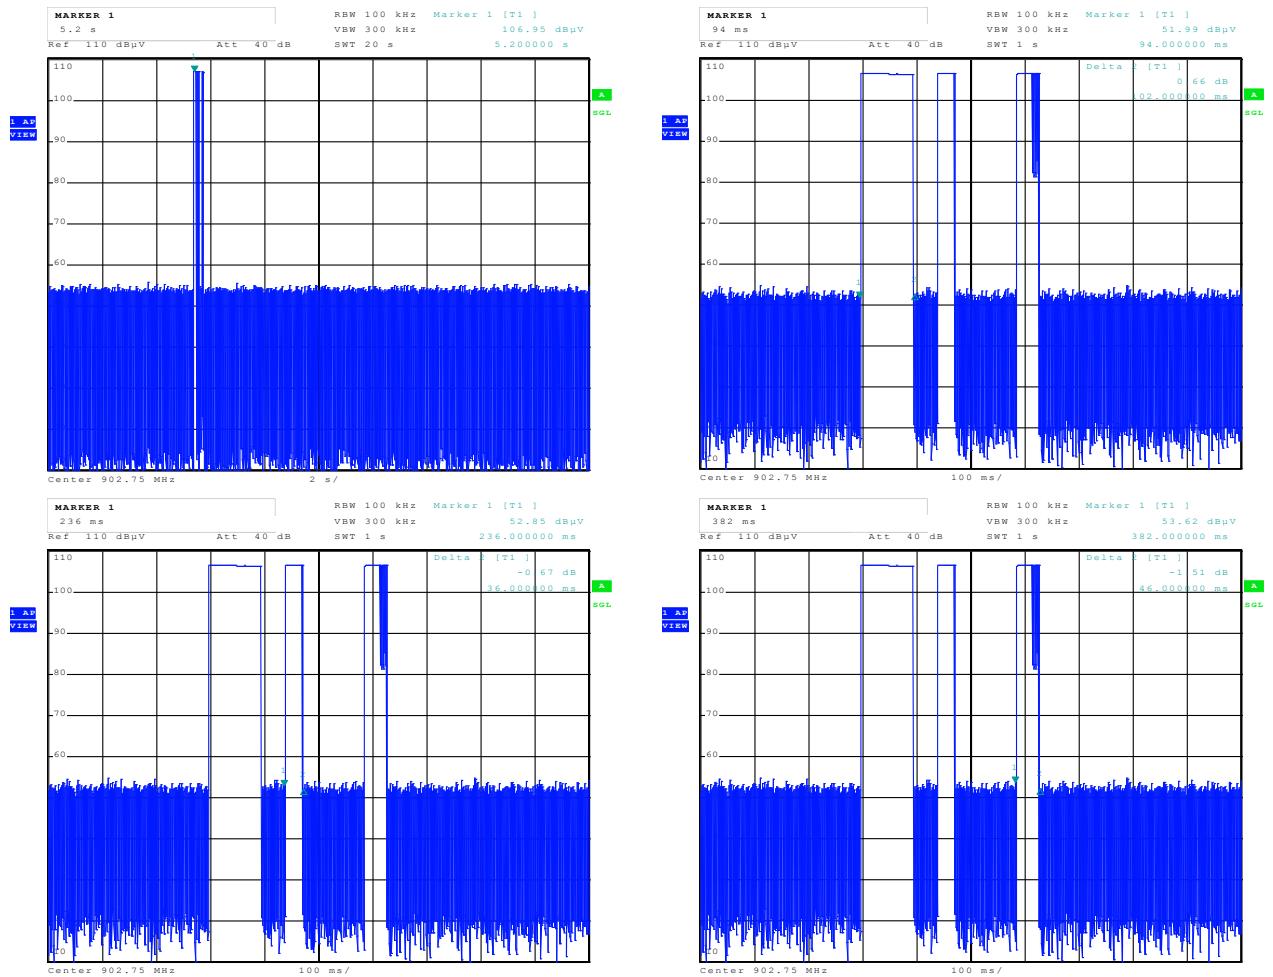 MARKER 1
5.2 s
RBW 100 kHz Marker 1 [T1 ]
VBW 300 kHz 106.95 dBµV
Ref 110 dBµV Att 40 dB SWT 20 s 5.200000 s
1
110
100
90
80
70
60
1 AP
VIEW
A
SGL
Center 902.75 MHz 2 s/
MARKER 1
94 ms
RBW 100 kHz Marker 1 [T1 ]
VBW 300 kHz 51.99 dBµV
Ref 110 dBµV Att 40 dB SWT 1 s 94.000000 ms
Delta 2 [T1 ]
0.66 dB
102.000000 ms
110
100
90
80
70
60
10
1
2
1 AP
VIEW
A
SGL
Center 902.75 MHz 100 ms/
MARKER 1
236 ms
RBW 100 kHz Marker 1 [T1 ]
VBW 300 kHz 52.85 dBµV
Ref 110 dBµV Att 40 dB SWT 1 s 236.000000 ms
Delta 2 [T1 ]
-0.67 dB
36.000000 ms
110
100
90
80
70
60
10
1
2
1 AP
VIEW
A
SGL
Center 902.75 MHz 100 ms/
MARKER 1
382 ms
RBW 100 kHz Marker 1 [T1 ]
VBW 300 kHz 53.62 dBµV
Ref 110 dBµV Att 40 dB SWT 1 s 382.000000 ms
Delta 2 [T1 ]
-1.51 dB
46.000000 ms
110
100
90
80
70
60
10
1
2
1 AP
VIEW
A
SGL
Center 902.75 MHz 100 ms/